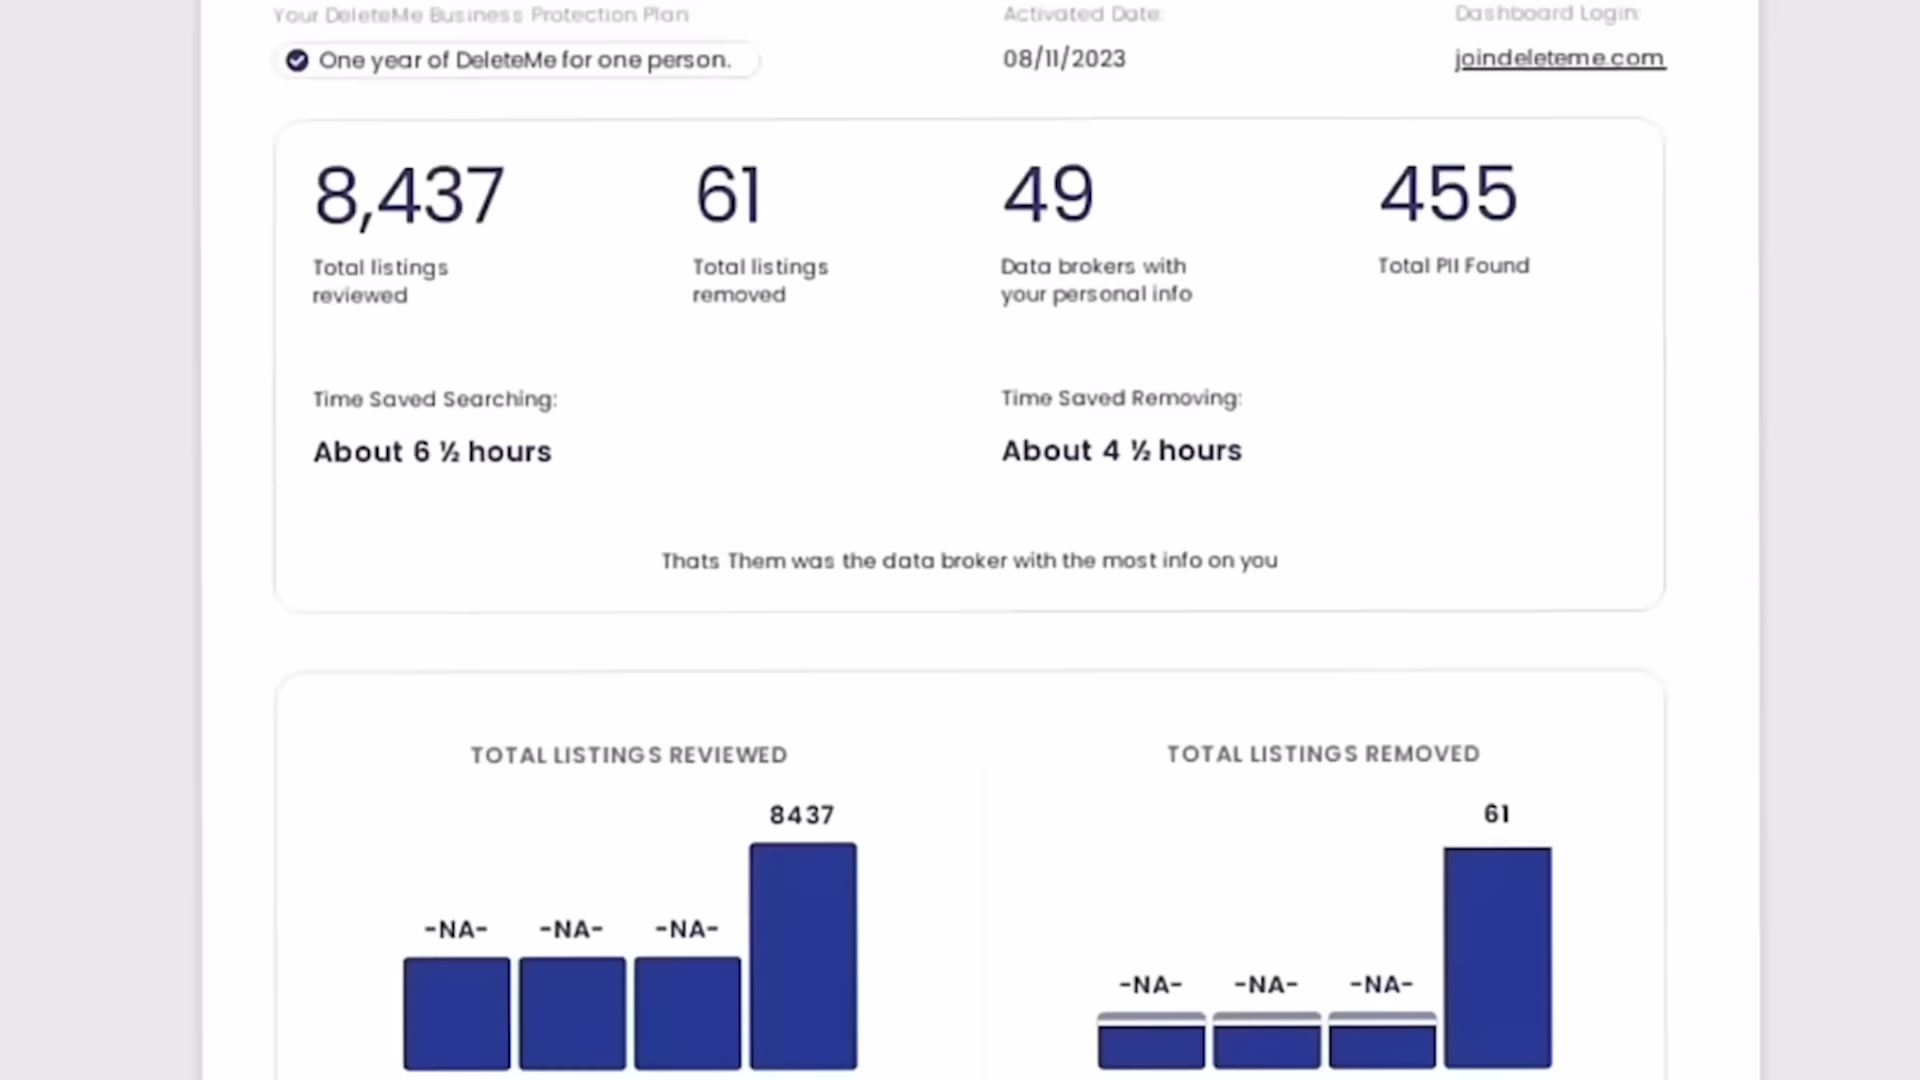 Your DeleteMe Business Protection Plan
Activated Date:
Dashboard Login:
One year of DeleteMe for one person.
08/11/2023
joindeleteme.com
8,437
61
49
455
Total listings
reviewed
Total listings
removed
Data brokers with
your personal info
Total PII Found
Time Saved Searching:
Time Saved Removing:
About 6 ½ hours
About 4 ½ hours
Thats Them was the data broker with the most info on you
TOTAL LISTINGS REVIEWED
8437
-NA-
-NA-
-NA-
TOTAL LISTINGS REMOVED
61
-NA-
-NA-
-NA-